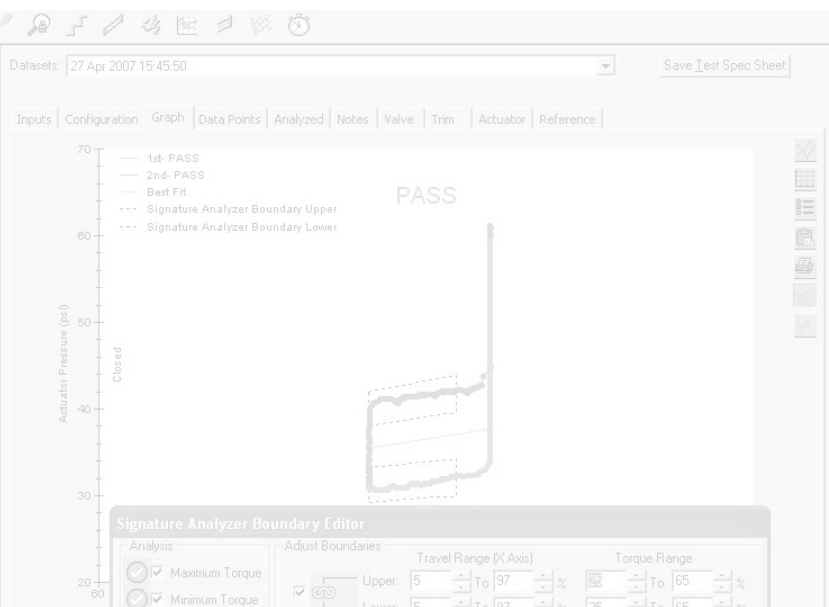 Datasets: 27 Apr 2007 15:45:50 Save Test Spec Sheet
Inputs Configuration Graph Data Points Analyzed Notes Valve Trim Actuator Reference
70
1st- PASS
2nd- PASS
Best Fit
Signature Analyzer Boundary Upper
Signature Analyzer Boundary Lower
PASS
60
50
Actuator Pressure (psi)
Closed
40
30
20
60
Signature Analyzer Boundary Editor
Analysis
Maximum Torque
Minimum Torque
Adjust Boundaries
Travel Range (X Axis) Torque Range
Upper: 5 To 97 % 25 To 65 %
Lower: 5 To 97 % 25 To 65 %